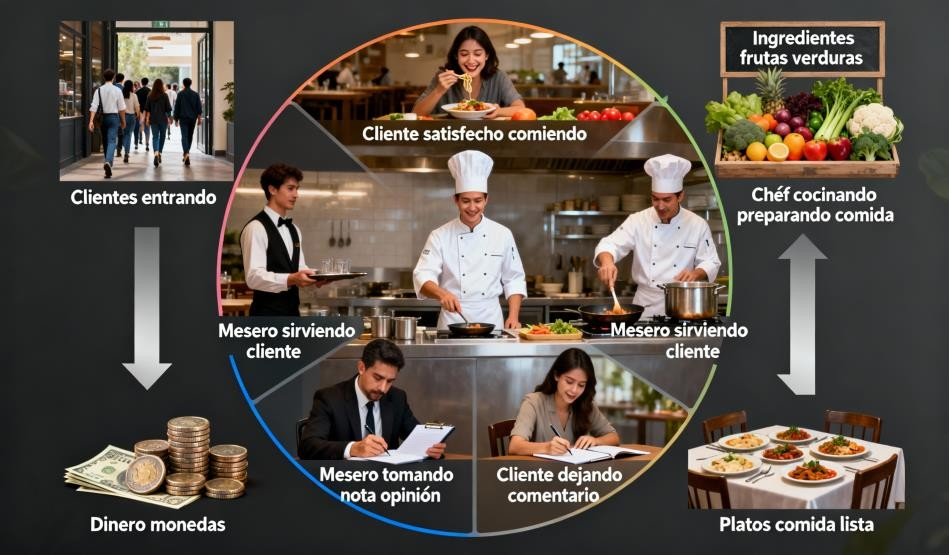 Clientes entrando
Dinero monedas
Cliente satisfecho comiendo
Mesero sirviendo
cliente
Mesero sirviendo
cliente
Mesero tomando
nota opinión
Cliente dejando
comentario
Ingredientes
frutas verduras
Chéf cocinando
preparando comida
Platos comida lista